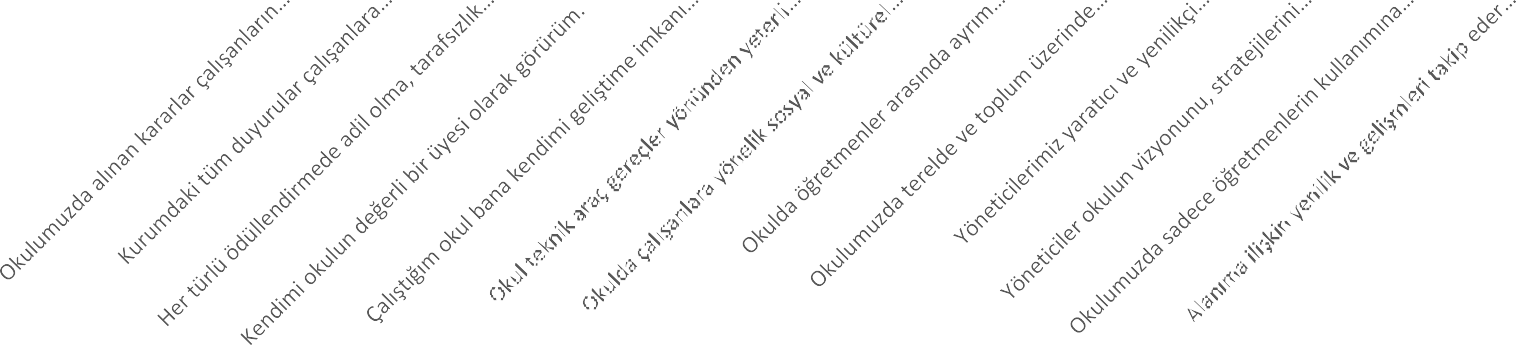 Okulumuzda alınan kararlar çalışanların...
Kurumdaki tüm duyurular çalışanlara...
Her türlü ödüllendirmede adil olma, tarafsızlık...
Kendimi okulun değerli bir üyesi olarak görürüm.
Çalıştığım okul bana kendimi geliştime imkanı...
Okul teknik araç gereçler yönünden yeterli...
Okulda çalışanlara yönelik sosyal ve kültürel...
Okulda öğretmenler arasında ayrım...
Okulumuzda terelde ve toplum üzerinde...
Yöneticilerimiz yaratıcı ve yenilikçi...
Yöneticiler okulun vizyonunu, stratejilerini...
Okulumuzda sadece öğretmenlerin kullanımına...
Alanıma ilişkin yenilik ve gelişmleri takip eder...